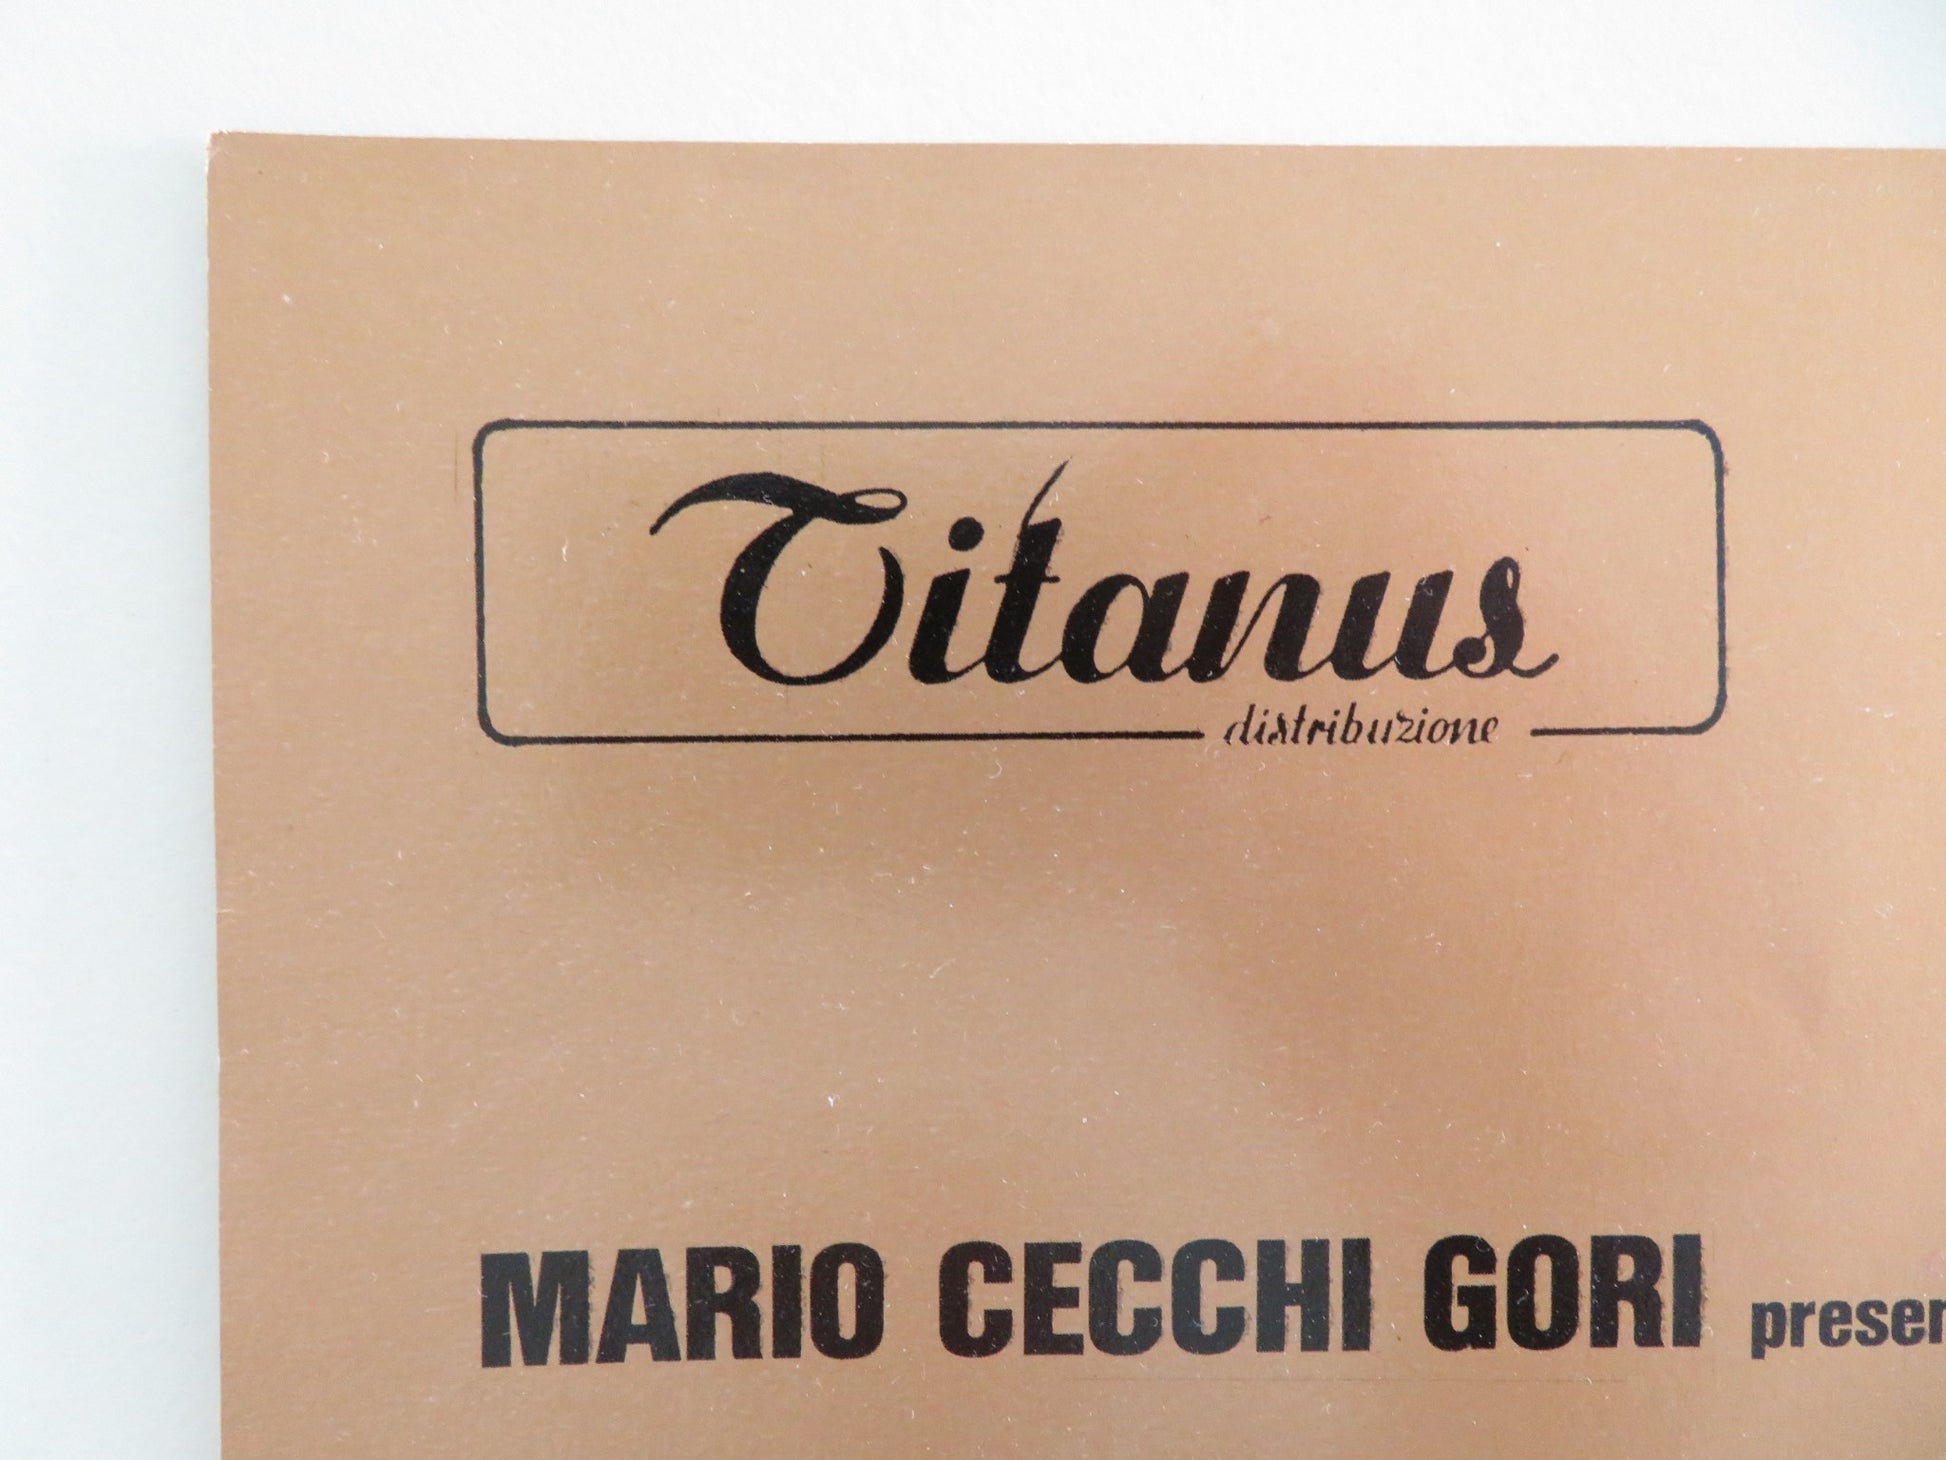 Titanus
distribuzione
MARIO CECCHI GORI